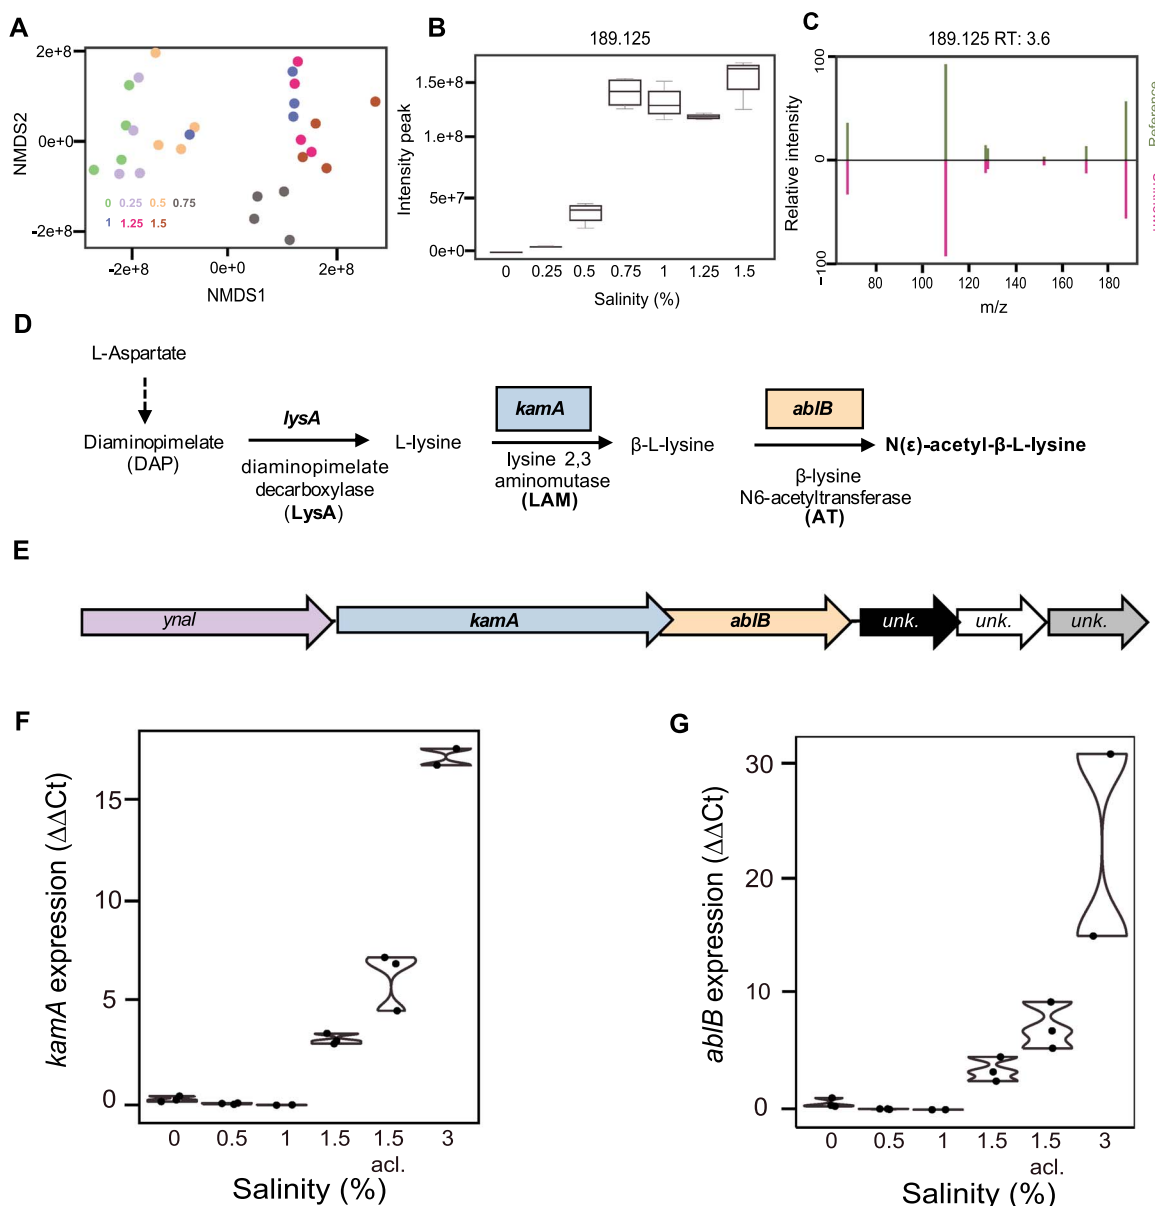 A
2e+8
0e+0
-2e+8
NMDS2
0 0.25 0.5 0.75
1 1.25 1.5
-2e+8 0e+0 2e+8
NMDS1
B
189.125
1.5e+8
1e+8
5e+7
0e+0
Intensity peak
0 0.25 0.5 0.75 1 1.25 1.5
Salinity (%)
C
189.125 RT: 3.6
100
0
−100
Relative intensity
Reference
80 100 120 140 160 180
m/z
D
L-Aspartate
Diaminopimelate
(DAP)
lysA
diaminopimelate
decarboxylase
(LysA)
L-lysine
kamA
lysine 2,3
aminomutase
(LAM)
β-L-lysine
ablB
β-lysine
N6-acetyltransferase
(AT)
N(ε)-acetyl-β-L-lysine
E
ynaI kamA ablB unk. unk. unk.
F
15
10
5
0
kamA expression (ΔΔCt)
0 0.5 1 1.5 1.5 3
acl.
Salinity (%)
G
30
20
10
0
ablB expression (ΔΔCt)
0 0.5 1 1.5 1.5 3
acl.
Salinity (%)